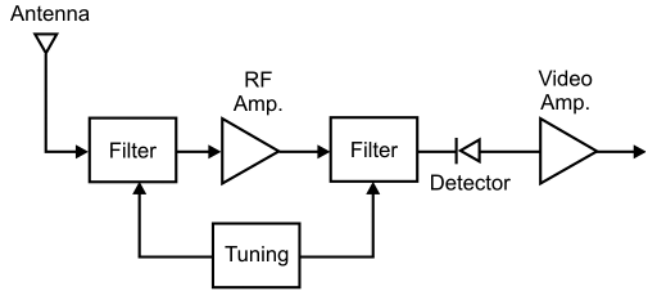 Antenna
RF
Amp.
Video
Amp.
Filter
Filter
Detector
Tuning